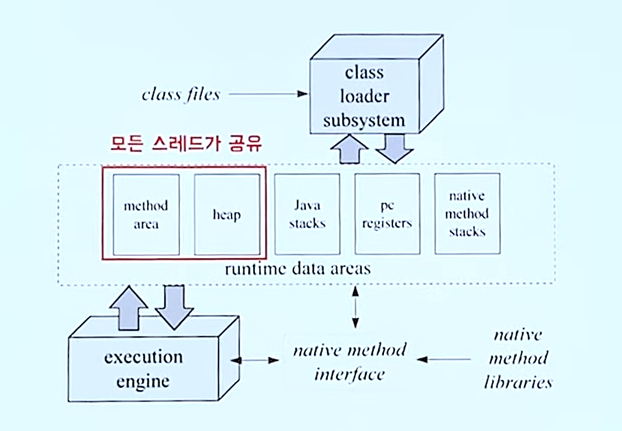 class files
class
loader
subsystem
모든 스레드가 공유
method
area
heap
Java
stacks
pc
registers
native
method
stacks
runtime data areas
execution
engine
native method
interface
native
method
libraries